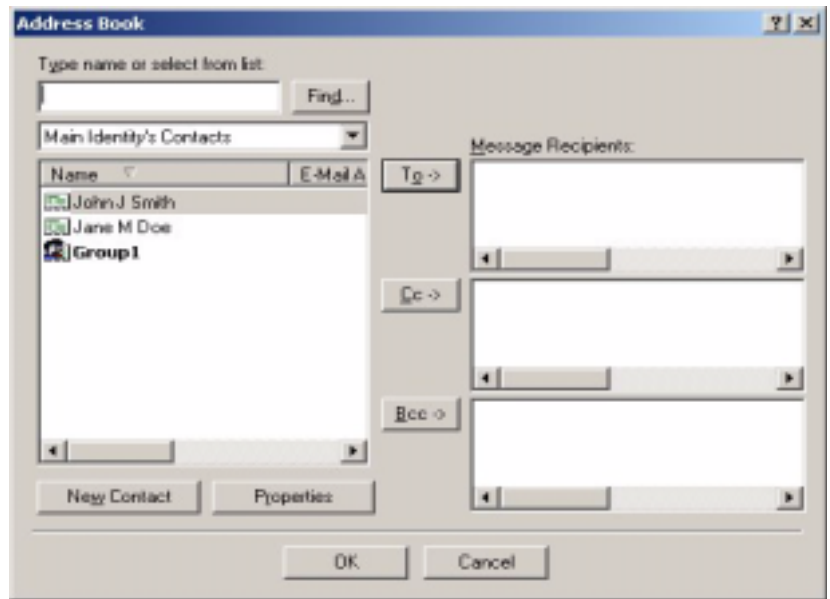 Address Book
Type name or select from list:
Find...
Main Identity's Contacts
Name E-Mail A
John J Smith
Jane M Doe
Group1
New Contact Properties
To ->
Cc ->
Bcc ->
Message Recipients:
OK Cancel